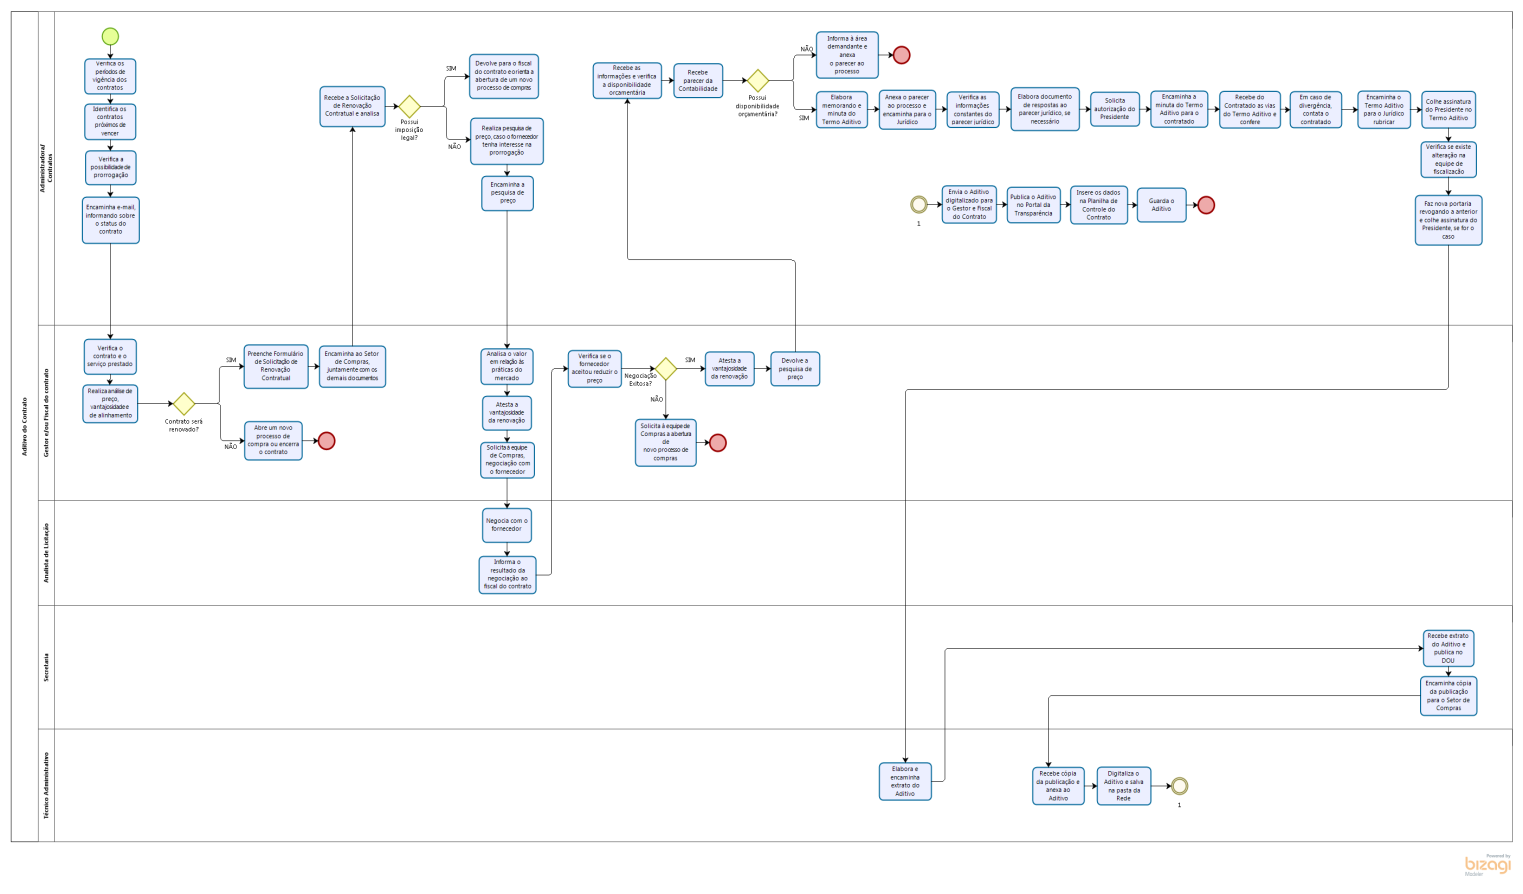 Aditivo do Contrato
Administradora/
Contratos
Verifica os
períodos de
vigência dos
contratos
Identifica os
contratos
próximos de
vencer
Verifica a
possibilidade de
prorrogação
Encaminha e-mail,
informando sobre
o status do
contrato
Recebe a Solicitação
de Renovação
Contratual e analisa
Possui
imposição
legal?
SIM
NÃO
Devolve para o fiscal
do contrato e orienta a
abertura de um novo
processo de compras
Realiza pesquisa de
preço, caso o fornecedor
tenha interesse na
prorrogação
Encaminha a
pesquisa de
preço
Recebe as
informações e verifica
a disponibilidade
orçamentária
Recebe
parecer da
Contabilidade
Possui
disponibilidade
orçamentária?
NÃO
SIM
Informa à área
demandante e
anexa
o parecer ao
processo
Elabora
memorando e
minuta do
Termo Aditivo
Anexa o parecer
ao processo e
encaminha para o
Jurídico
Verifica as
informações
constantes do
parecer jurídico
Elabora documento
de respostas ao
parecer jurídico, se
necessário
Solicita
autorização do
Presidente
Encaminha a
minuta do Termo
Aditivo para o
contratado
Recebe do
Contratado as vias
do Termo Aditivo e
confere
Em caso de
divergência,
contata o
contratado
Encaminha o
Termo Aditivo
para o Jurídico
rubricar
Colhe assinatura
do Presidente no
Termo Aditivo
Verifica se existe
alteração na
equipe de
fiscalização
Faz nova portaria
revogando a anterior
e colhe assinatura do
Presidente, se for o
caso
1
Envia o Aditivo
digitalizado para
o Gestor e Fiscal
do Contrato
Publica o Aditivo
no Portal da
Transparência
Insere os dados
na Planilha de
Controle do
Contrato
Guarda o
Aditivo
Gestor e/ou Fiscal do contrato
Verifica o
contrato e o
serviço prestado
Realiza análise de
preço,
vantajosidade e
de alinhamento
Contrato será
renovado?
SIM
NÃO
Preenche Formulário
de Solicitação de
Renovação
Contratual
Encaminha ao Setor
de Compras,
juntamente com os
demais documentos
Abre um novo
processo de
compra ou encerra
o contrato
Analisa o valor
em relação às
práticas do
mercado
Atesta a
vantajosidade
da renovação
Solicita à equipe
de Compras,
negociação com
o fornecedor
Verifica se o
fornecedor
aceitou reduzir o
preço
Negociação
Exitosa?
SIM
NÃO
Atesta a
vantajosidade
da renovação
Devolve a
pesquisa de
preço
Solicita à equipe de
Compras a abertura
de
novo processo de
compras
Analista de Licitação
Negocia com o
fornecedor
Informa o
resultado da
negociação ao
fiscal do contrato
Secretaria
Recebe extrato
do Aditivo e
publica no
DOU
Encaminha cópia
da publicação
para o Setor de
Compras
Técnico Administrativo
Elabora e
encaminha
extrato do
Aditivo
Recebe cópia
da publicação e
anexa ao
Aditivo
Digitaliza o
Aditivo e salva
na pasta da
Rede
1
Powered by
bizagi
Modeler